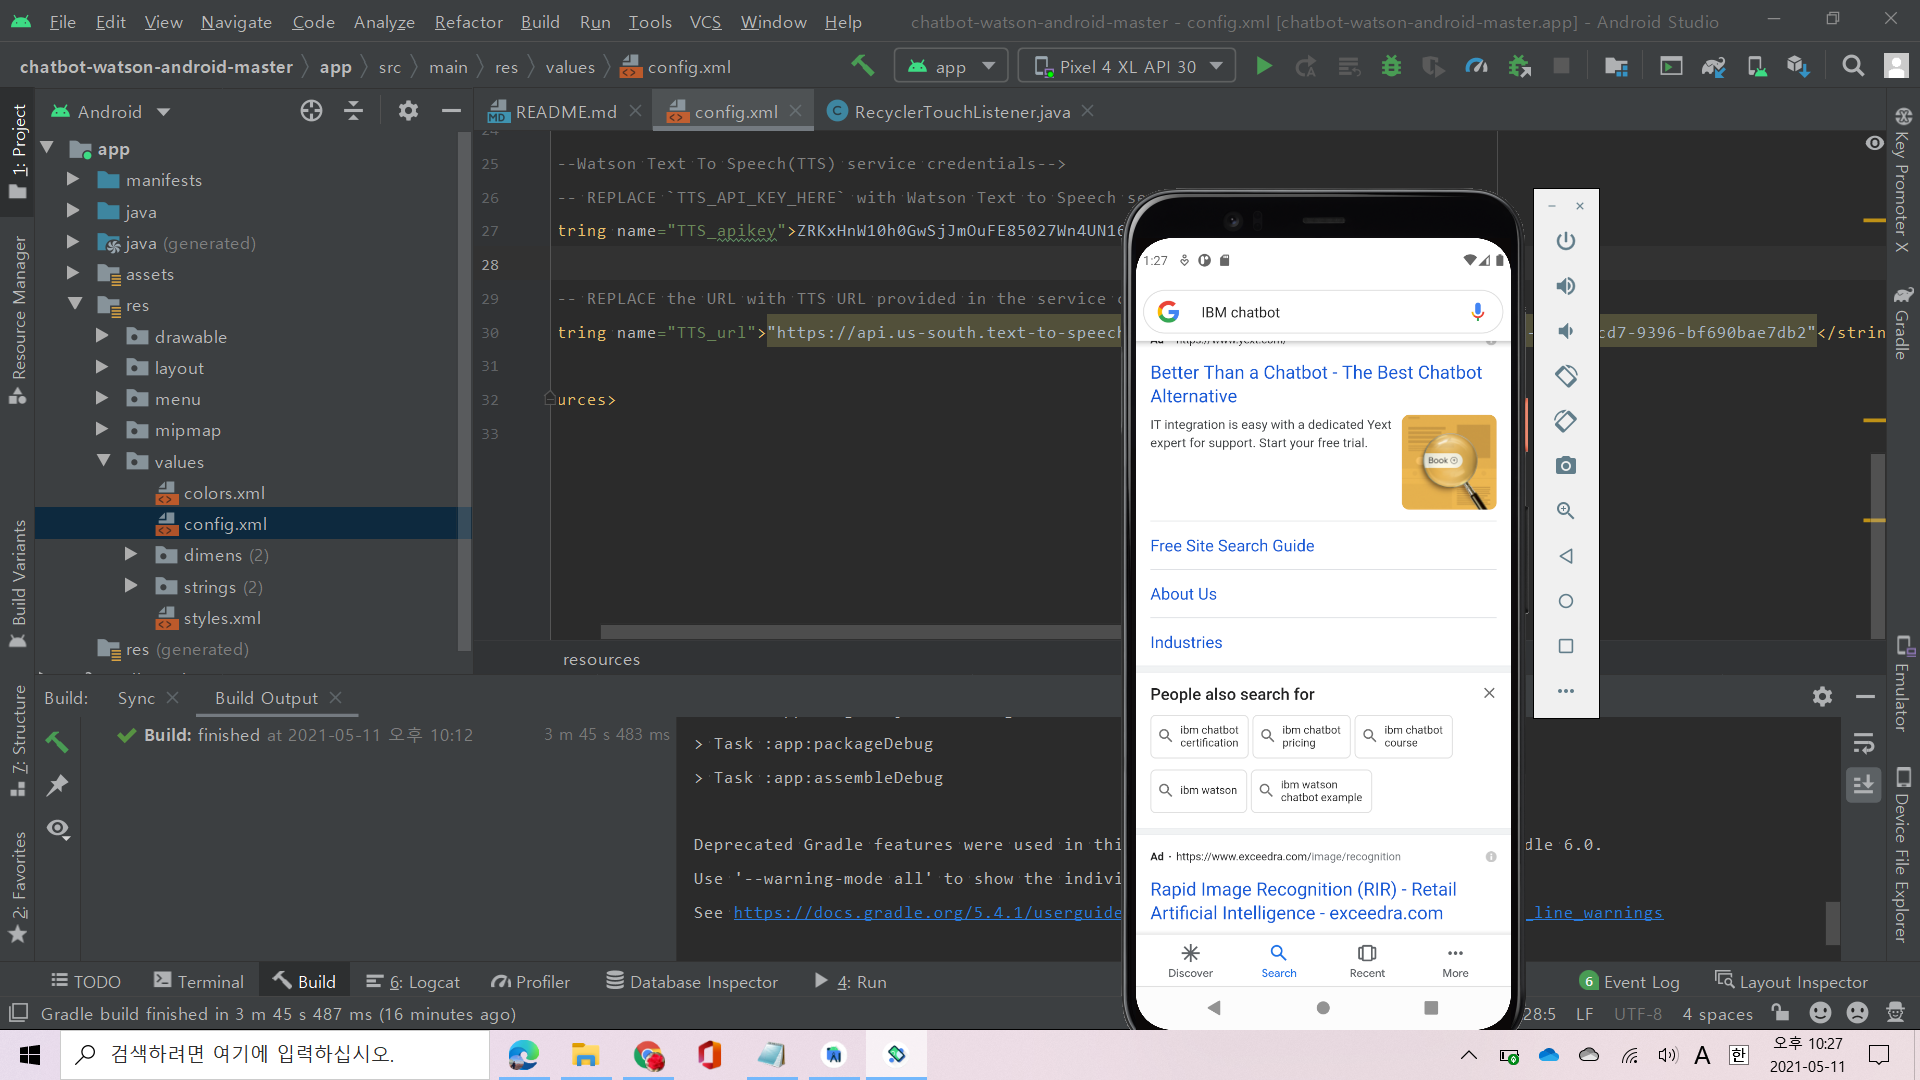 File Edit View Navigate Code Analyze Refactor Build Run Tools VCS Window Help chatbot-watson-android-master - config.xml [chatbot-watson-android-master.app] - Android Studio
chatbot-watson-android-master app src main res values config.xml app Pixel 4 XL API 30
1: Project
Resource Manager
Build Variants
7: Structure
2: Favorites
Android
app
manifests
java
java (generated)
assets
res
drawable
layout
menu
mipmap
values
colors.xml
config.xml
dimens (2)
strings (2)
styles.xml
res (generated)
README.md config.xml RecyclerTouchListener.java
24
25 --Watson Text To Speech(TTS) service credentials-->
26 -- REPLACE `TTS_API_KEY_HERE` with Watson Text to Speech se
27 tring name="TTS_apikey">ZRKxHnW10h0GwSjJmOuFE85027Wn4UN16
28
29 -- REPLACE the URL with TTS URL provided in the service
30 tring name="TTS_url">"https://api.us-south.text-to-speech cd7-9396-bf690bae7db2"</strin
31
32 urces>
33
resources
1:27
IBM chatbot
Ad · https://www.yext.com/
Better Than a Chatbot - The Best Chatbot
Alternative
IT integration is easy with a dedicated Yext
expert for support. Start your free trial.
Book
Free Site Search Guide
About Us
Industries
People also search for
ibm chatbot
certification
ibm chatbot
pricing
ibm chatbot
course
ibm watson
ibm watson
chatbot example
Ad · https://www.exceedra.com/image/recognition
Rapid Image Recognition (RIR) - Retail
Artificial Intelligence - exceedra.com
Discover Search Recent More
Key Promoter X
Gradle
Emulator
Device File Explorer
Build: Sync Build Output
Build: finished at 2021-05-11 오후 10:12 3 m 45 s 483 ms
> Task :app:packageDebug
> Task :app:assembleDebug
Deprecated Gradle features were used in thi dle 6.0.
Use '--warning-mode all' to show the indivi
See https://docs.gradle.org/5.4.1/userguide _line_warnings
TODO Terminal Build 6: Logcat Profiler Database Inspector 4: Run 6 Event Log Layout Inspector
Gradle build finished in 3 m 45 s 487 ms (16 minutes ago) 28:5 LF UTF-8 4 spaces
검색하려면 여기에 입력하십시오.
A 한 오후 10:27
2021-05-11